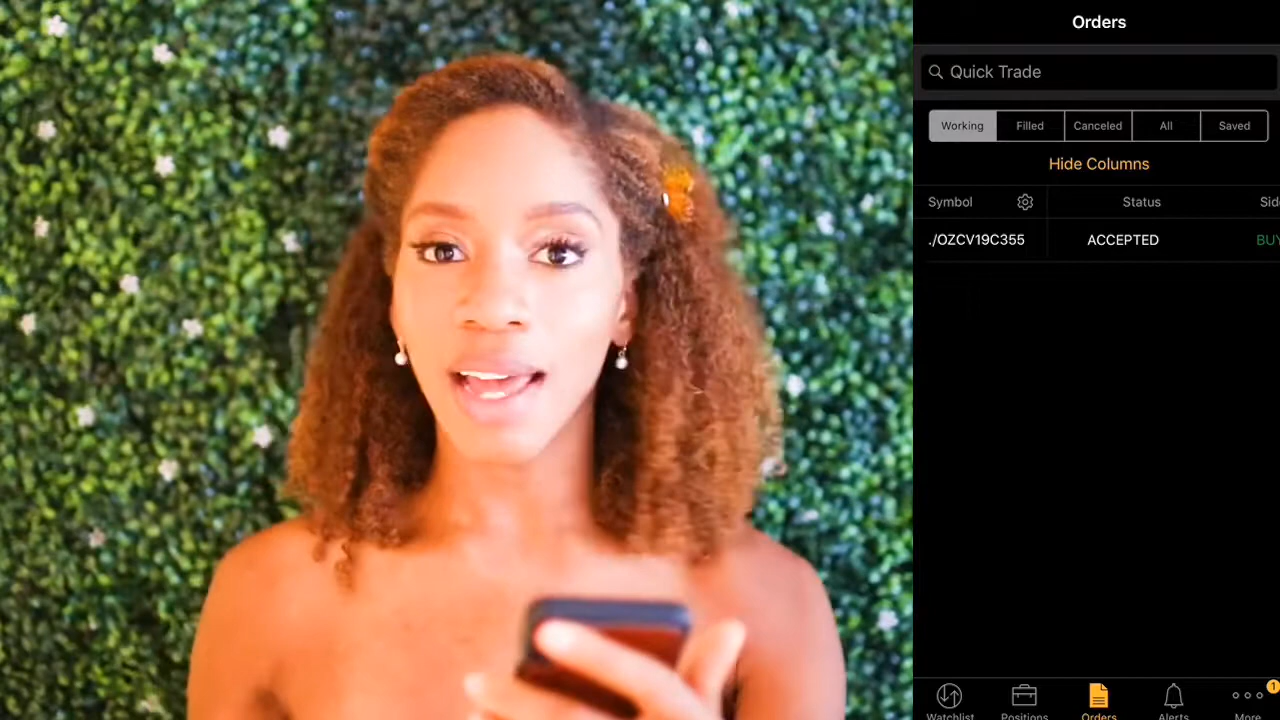 Orders
Quick Trade
Working Filled Canceled All Saved
Hide Columns
Symbol Status
./OZCV19C355 ACCEPTED
1
Watchlist Positions Orders Alerts More